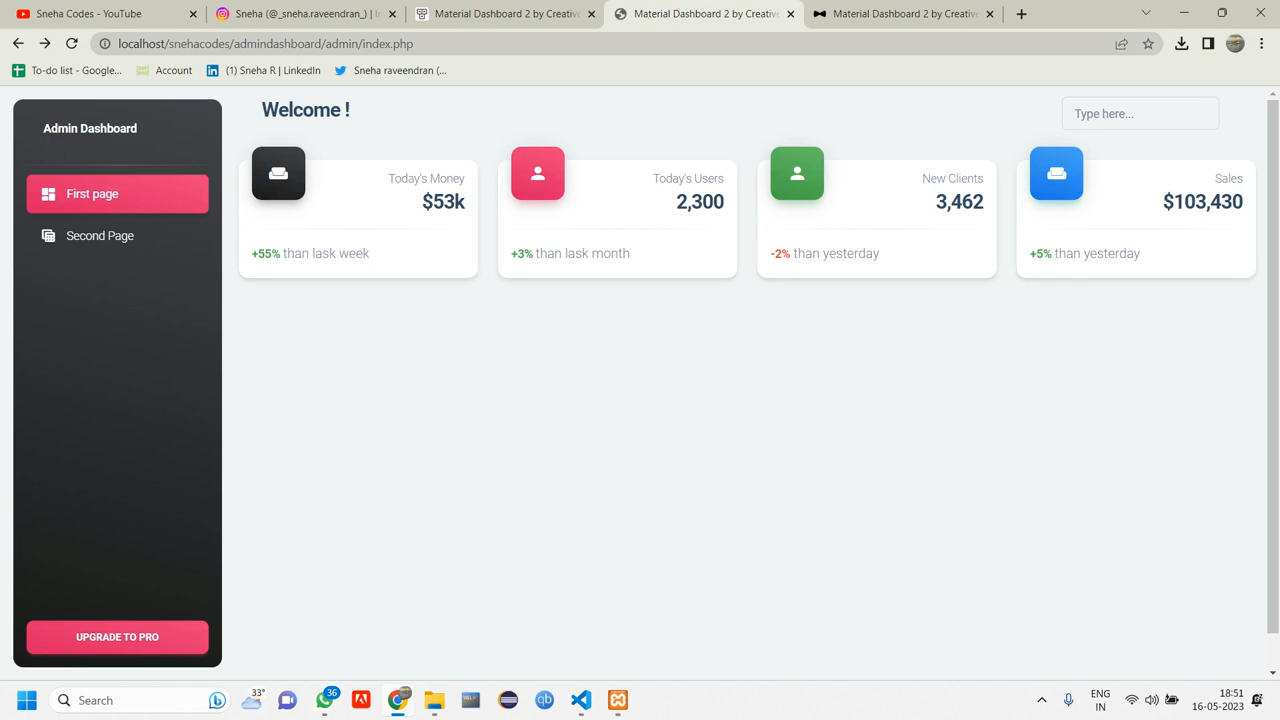 Sneha Codes - YouTube
Sneha (@_sneha.raveendran_) | I
Material Dashboard 2 by Creative
Material Dashboard 2 by Creative
Material Dashboard 2 by Creative
localhost/snehacodes/admindashboard/admin/index.php
To-do list - Google...
Account
(1) Sneha R | LinkedIn
Sneha raveendran (...
Admin Dashboard
First page
Second Page
UPGRADE TO PRO
Welcome !
Type here...
Today's Money
$53k
+55% than lask week
Today's Users
2,300
+3% than lask month
New Clients
3,462
-2% than yesterday
Sales
$103,430
+5% than yesterday
Search
33°
36
qb
ENG
IN
18:51
16-05-2023